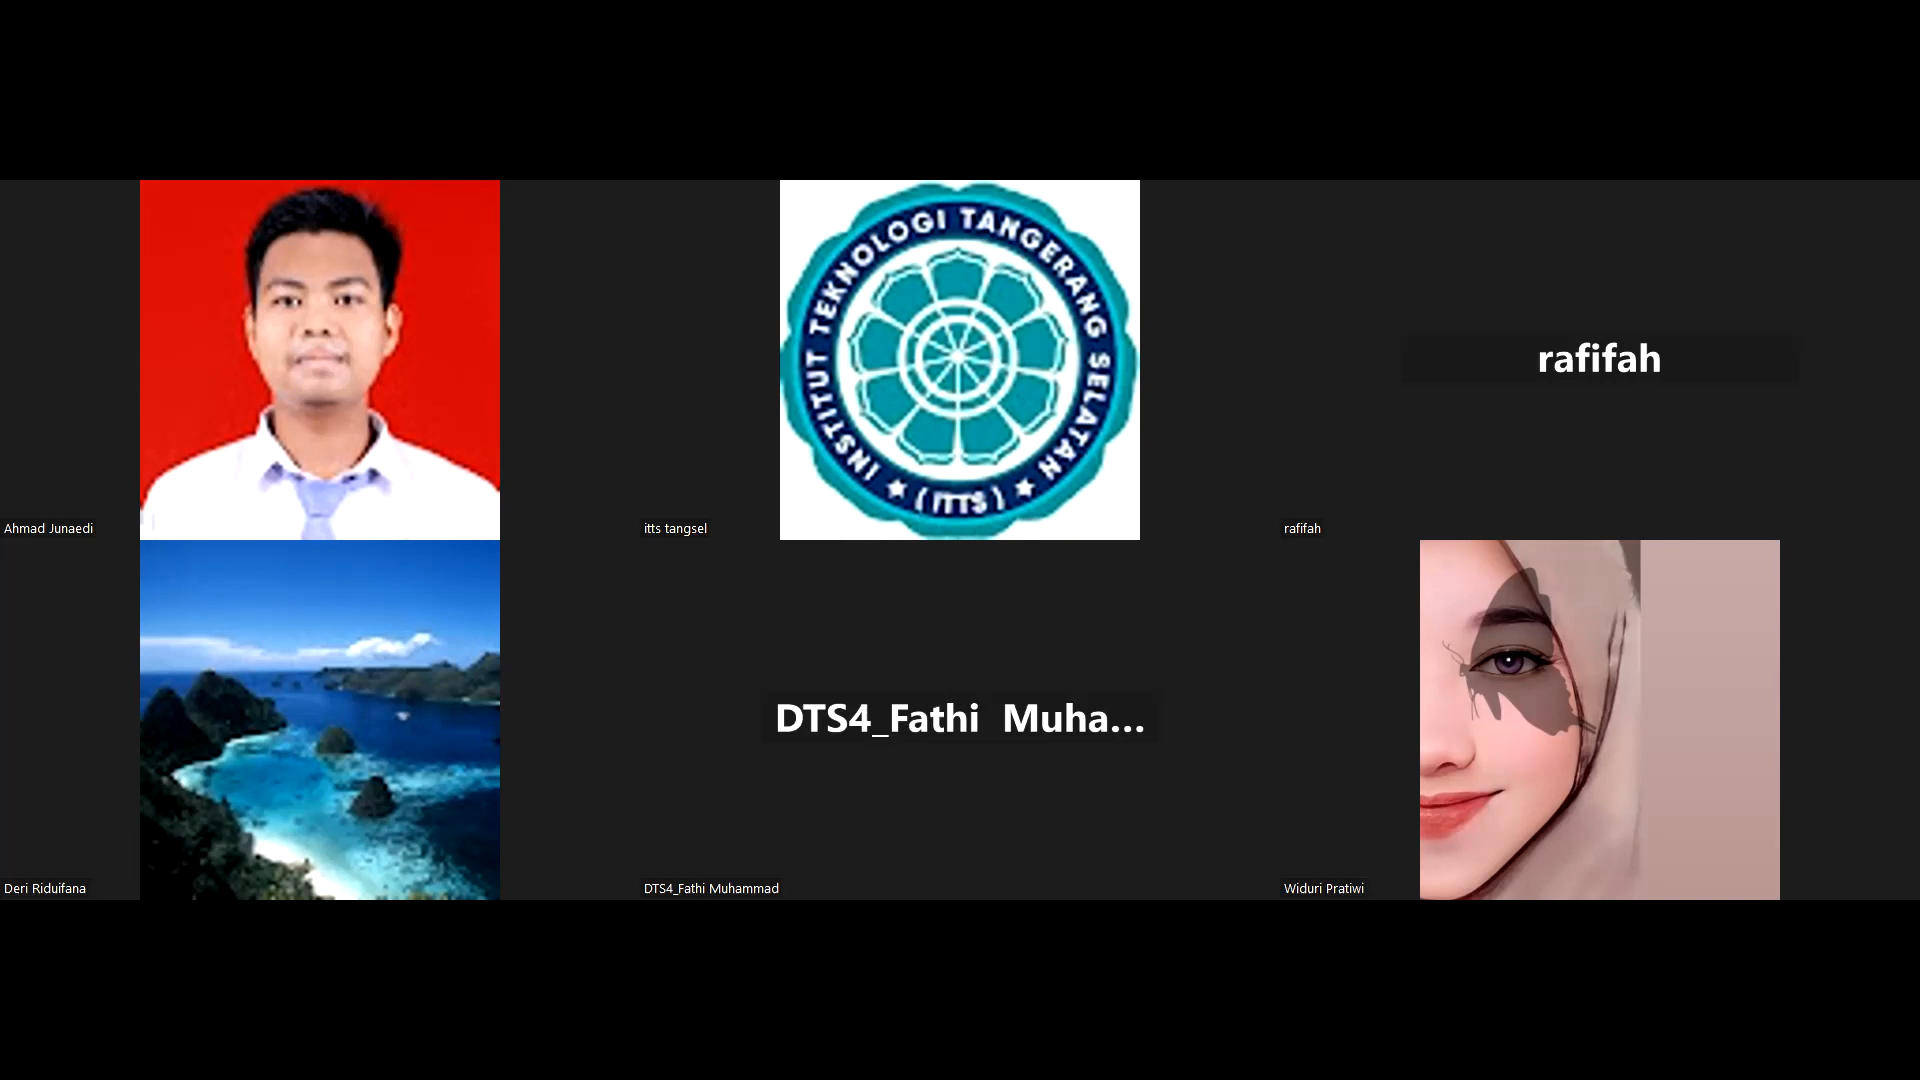 INSTITUT TEKNOLOGI TANGERANG SELATAN
★ ( ITTS ) ★
rafifah
Ahmad Junaedi
itts tangsel
rafifah
DTS4_Fathi Muha...
Deri Riduifana
DTS4_Fathi Muhammad
Widuri Pratiwi